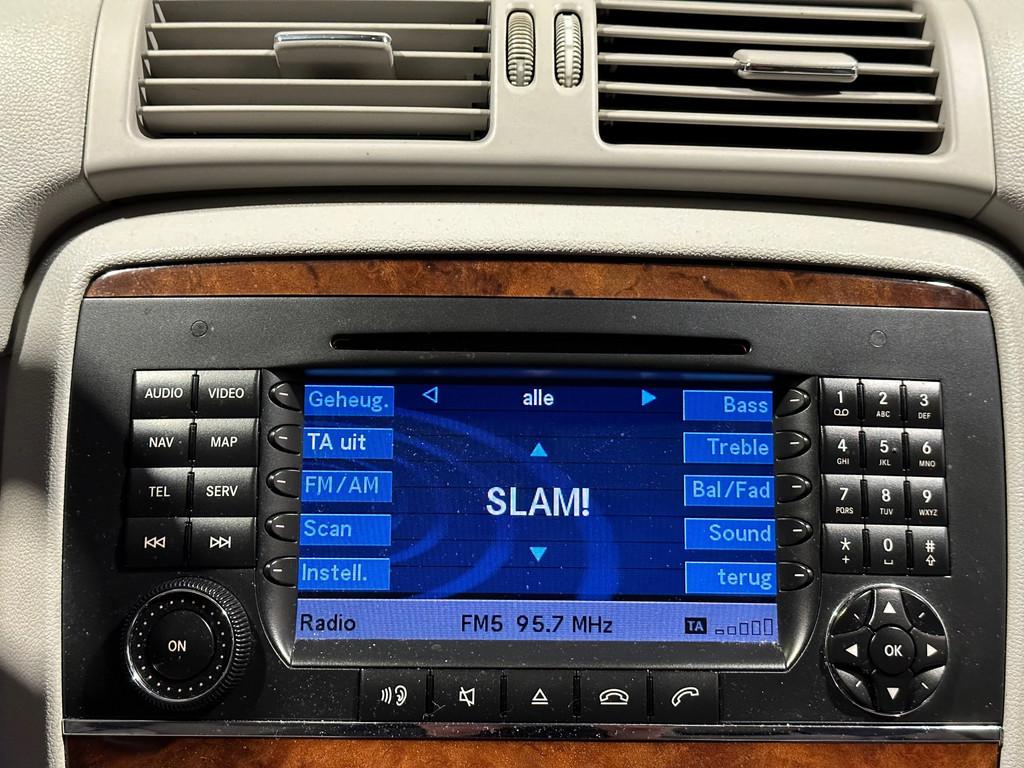 AUDIO VIDEO
NAV MAP
TEL SERV
ON
Geheug.
TA uit
FM/AM
Scan
Instell.
alle
SLAM!
Bass
Treble
Bal/Fad
Sound
terug
Radio FM5 95.7 MHz TA
1 2 3
ABC DEF
4 5 6
GHI JKL MNO
7 8 9
PQRS TUV WXYZ
* 0 #
+
OK